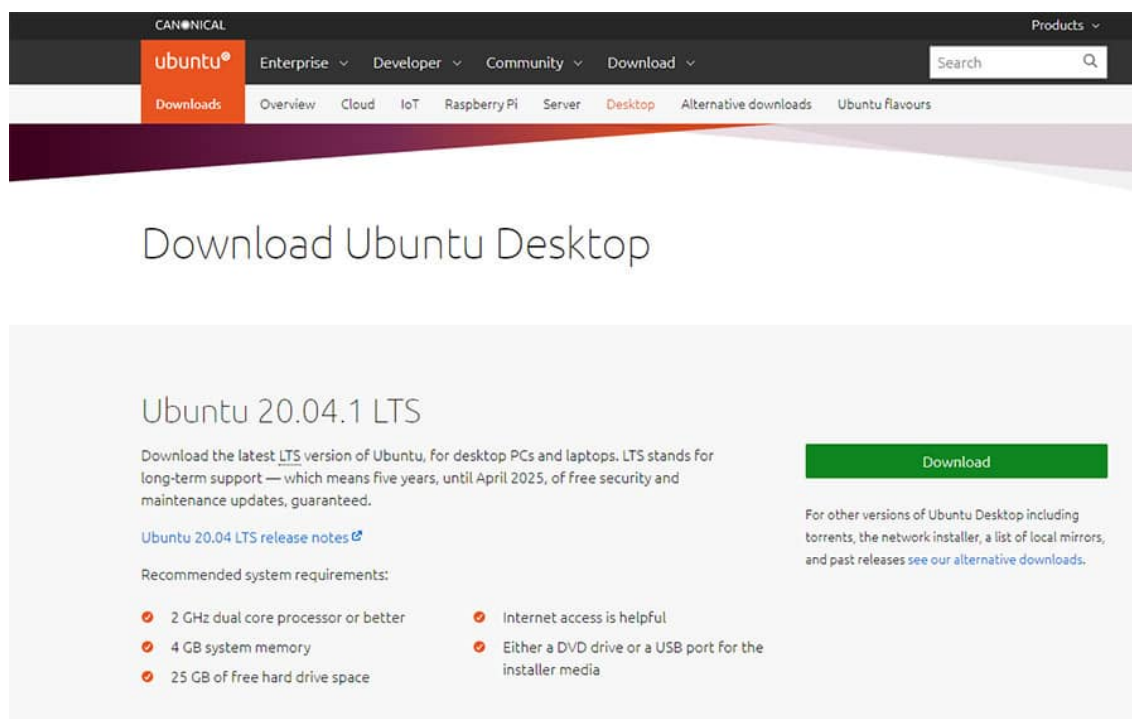 CANONICAL
Products
ubuntu®
Enterprise
Developer
Community
Download
Search
Downloads
Overview
Cloud
IoT
Raspberry Pi
Server
Desktop
Alternative downloads
Ubuntu flavours
Download Ubuntu Desktop
Ubuntu 20.04.1 LTS
Download the latest LTS version of Ubuntu, for desktop PCs and laptops. LTS stands for
long-term support — which means five years, until April 2025, of free security and
maintenance updates, guaranteed.
Ubuntu 20.04 LTS release notes
Recommended system requirements:
2 GHz dual core processor or better
4 GB system memory
25 GB of free hard drive space
Internet access is helpful
Either a DVD drive or a USB port for the
installer media
Download
For other versions of Ubuntu Desktop including
torrents, the network installer, a list of local mirrors,
and past releases see our alternative downloads.